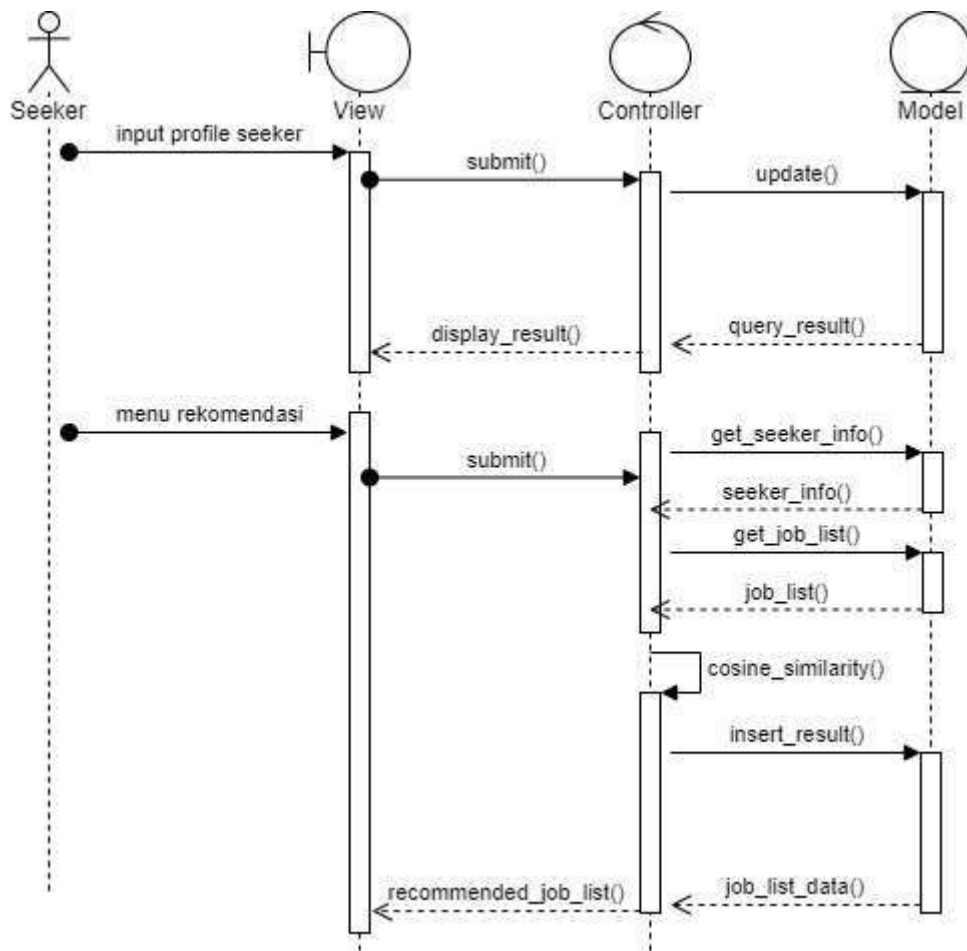 Seeker
View
Controller
Model
input profile seeker
submit()
update()
query_result()
display_result()
menu rekomendasi
get_seeker_info()
submit()
seeker_info()
get_job_list()
job_list()
cosine_similarity()
insert_result()
job_list_data()
recommended_job_list()